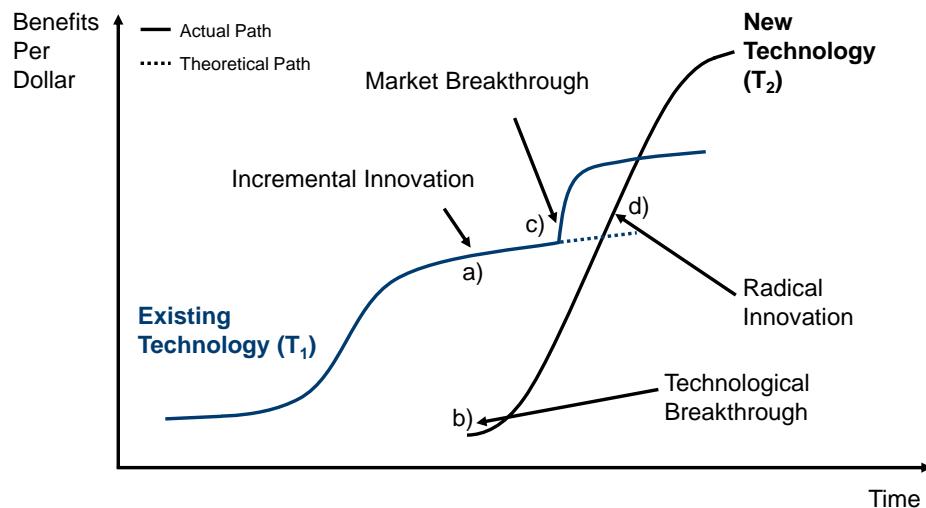 Benefits
Per
Dollar
Actual Path
Theoretical Path
New
Technology
(T₂)
Market Breakthrough
Incremental Innovation
c)
d)
a)
Existing
Technology (T₁)
Radical
Innovation
b)
Technological
Breakthrough
Time